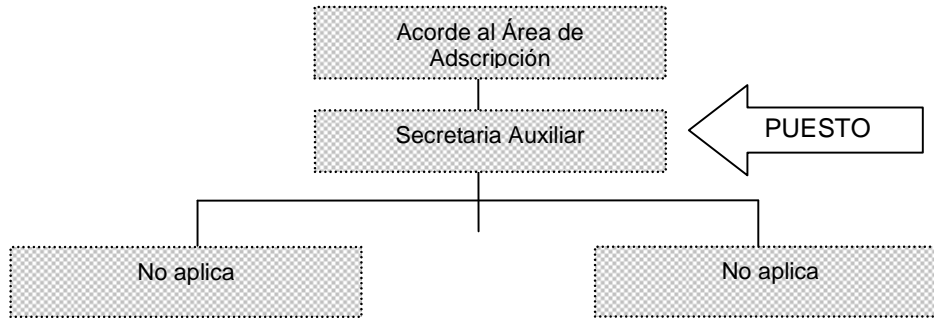 Acorde al Área de
Adscripción
Secretaria Auxiliar
PUESTO
No aplica
No aplica